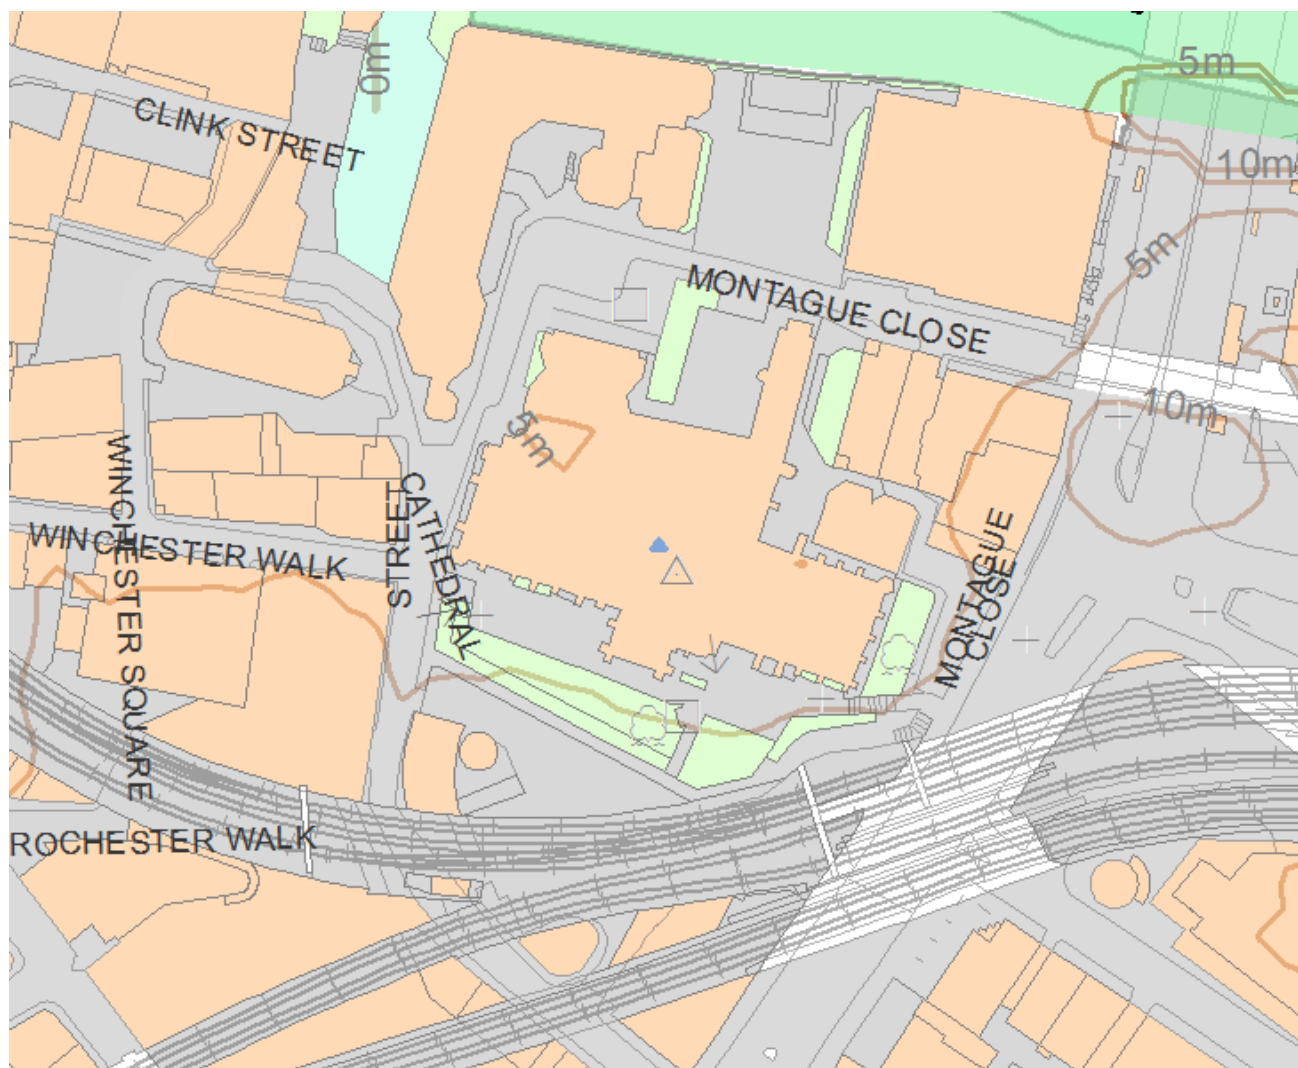 0m
5m
CLINK STREET
10m
5m
MONTAGUE CLOSE
10m
5m
WINCHESTER SQUARE
CATHEDRAL
STREET
WINCHESTER WALK
MONTAGUE
CLOSE
ROCHESTER WALK